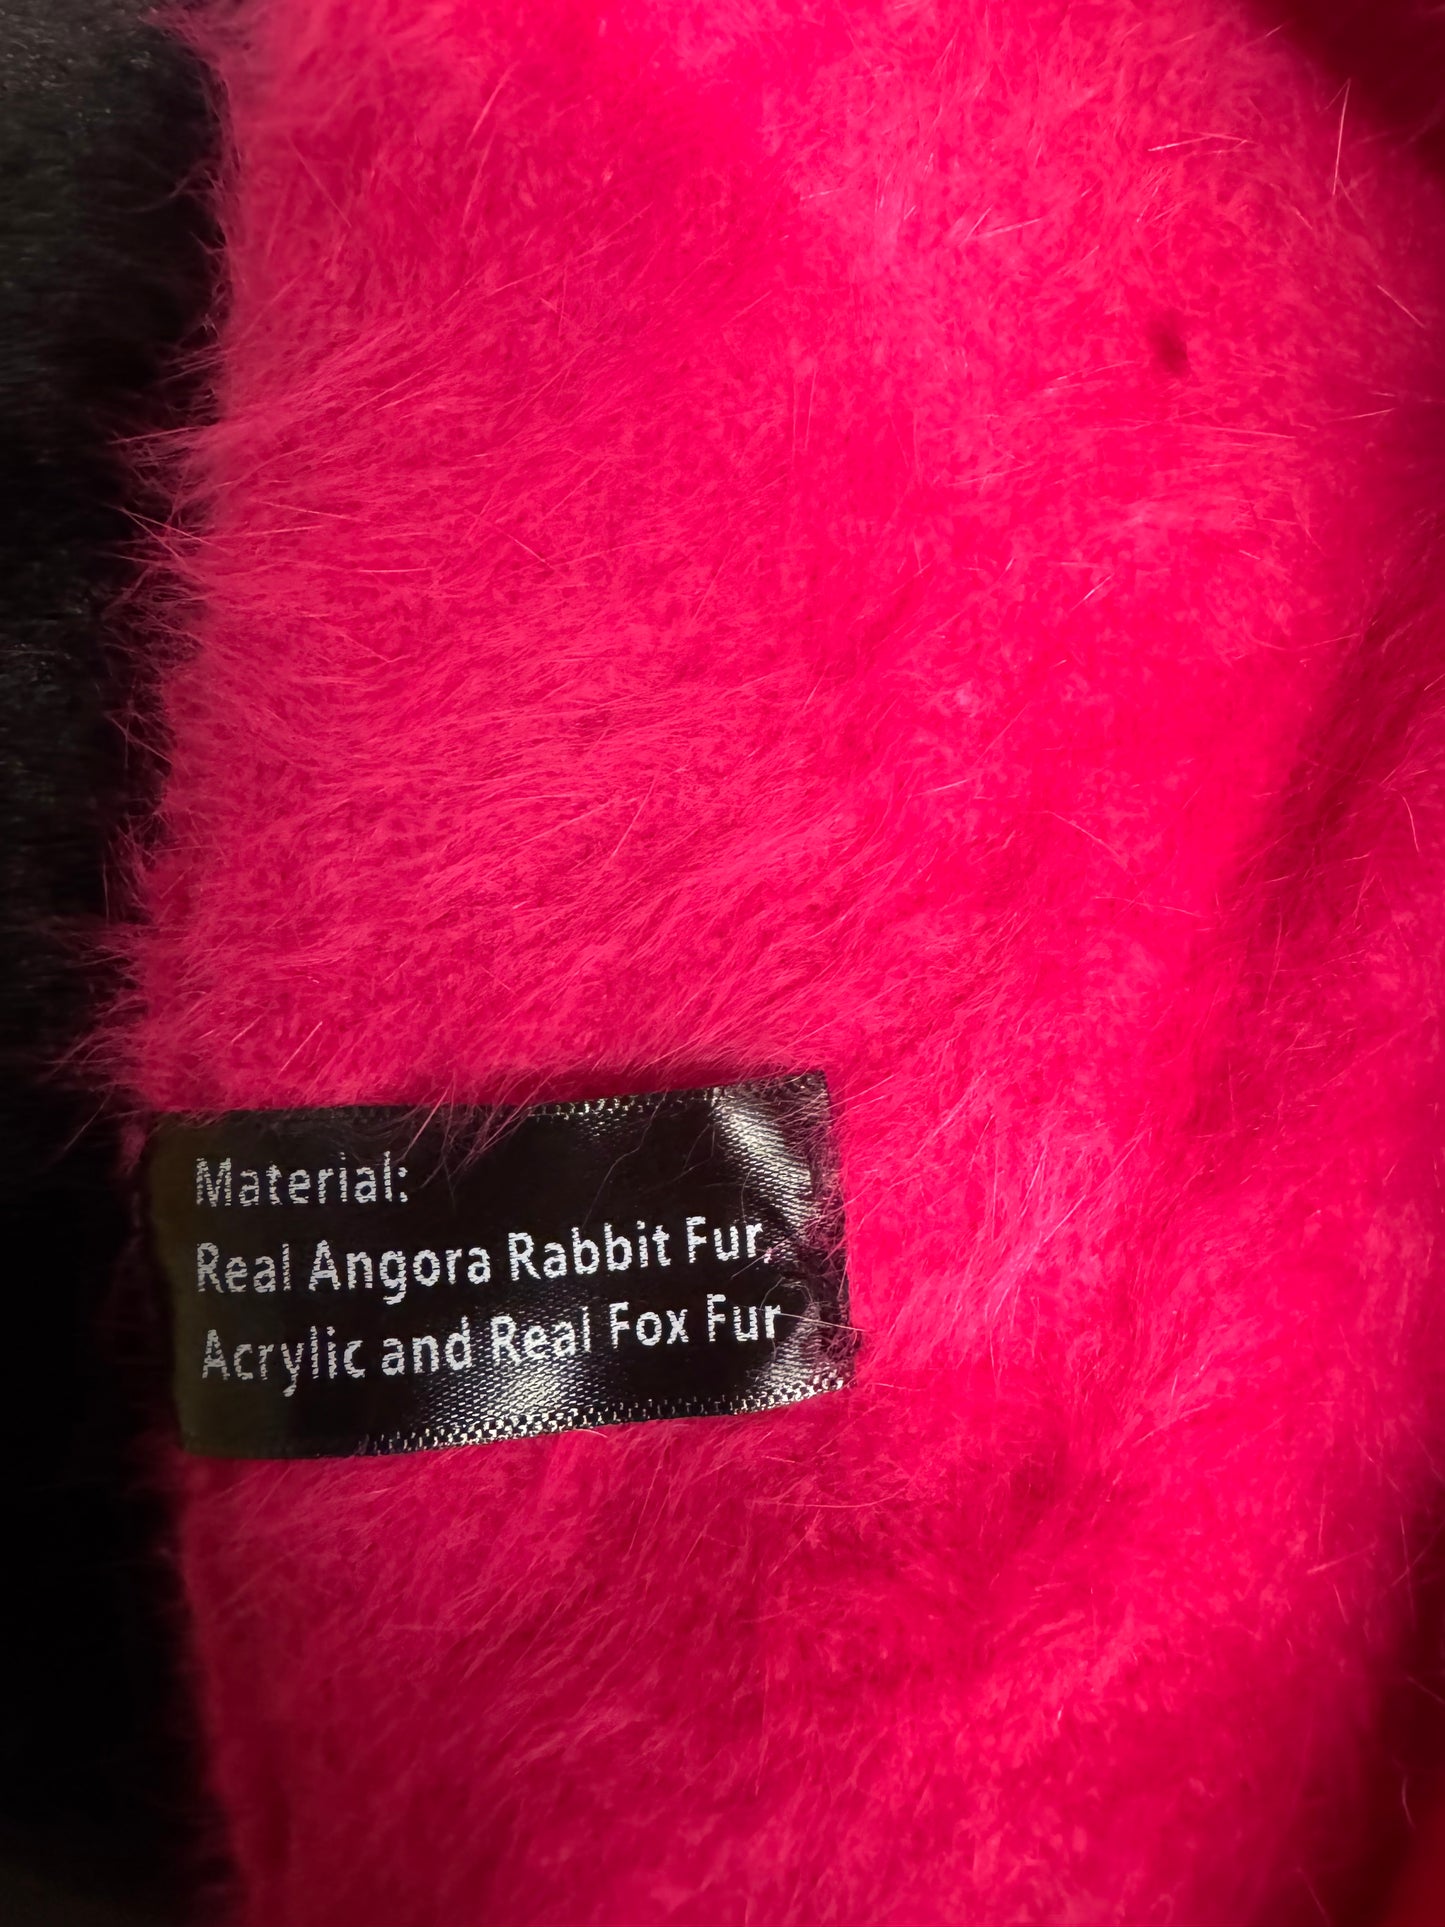 Material:
Real Angora Rabbit Fur,
Acrylic and Real Fox Fur